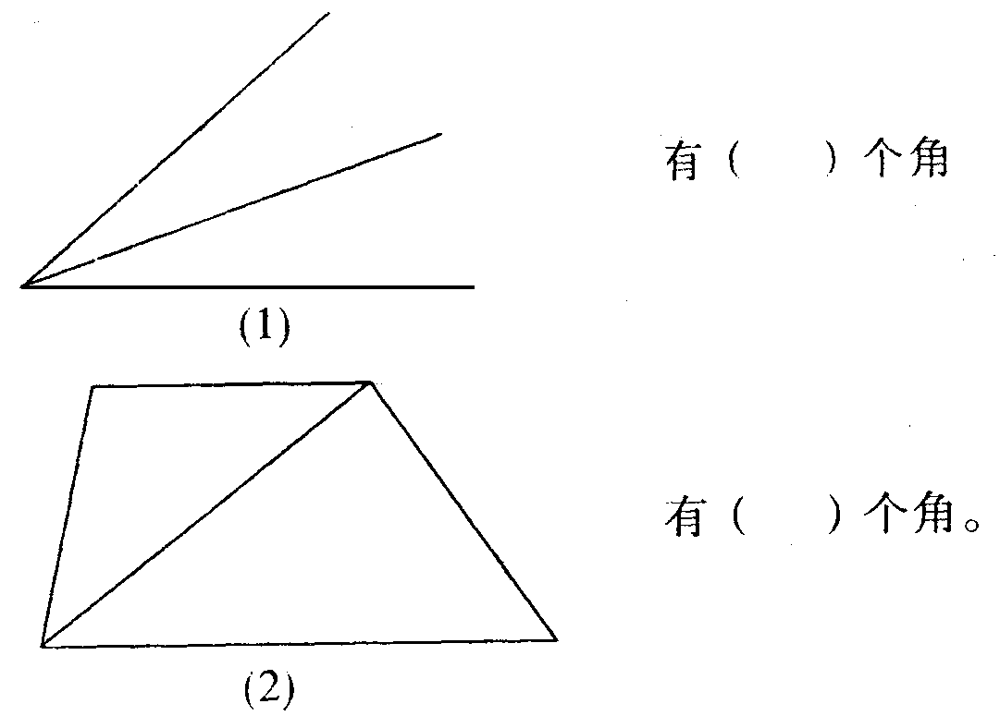 有（　　）个角
(1)
有（　　）个角。
(2)